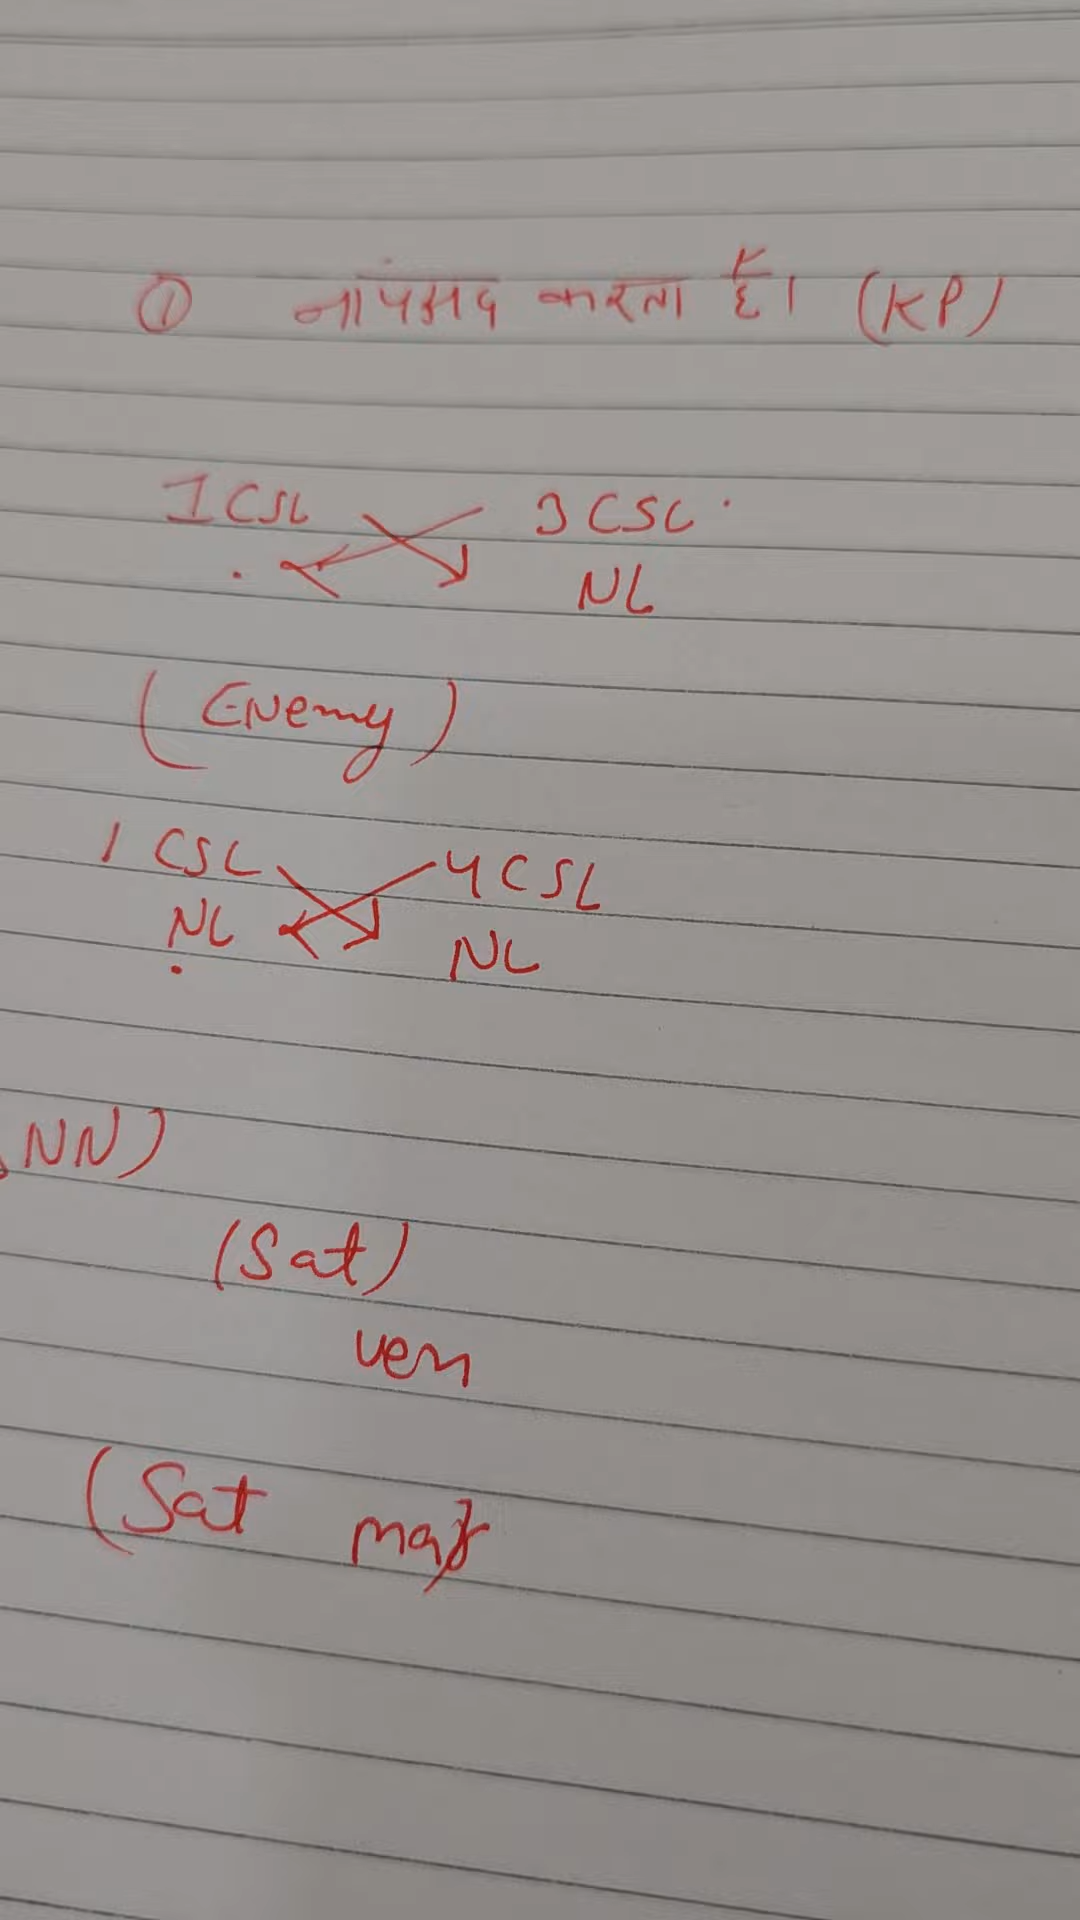 ① नापसंद करता है। (KP)
1 CSL 3 CSL
NL
(Enemy)
1 CSL 4 CSL
NL NL
NN)
(Sat)
ven
(Sat